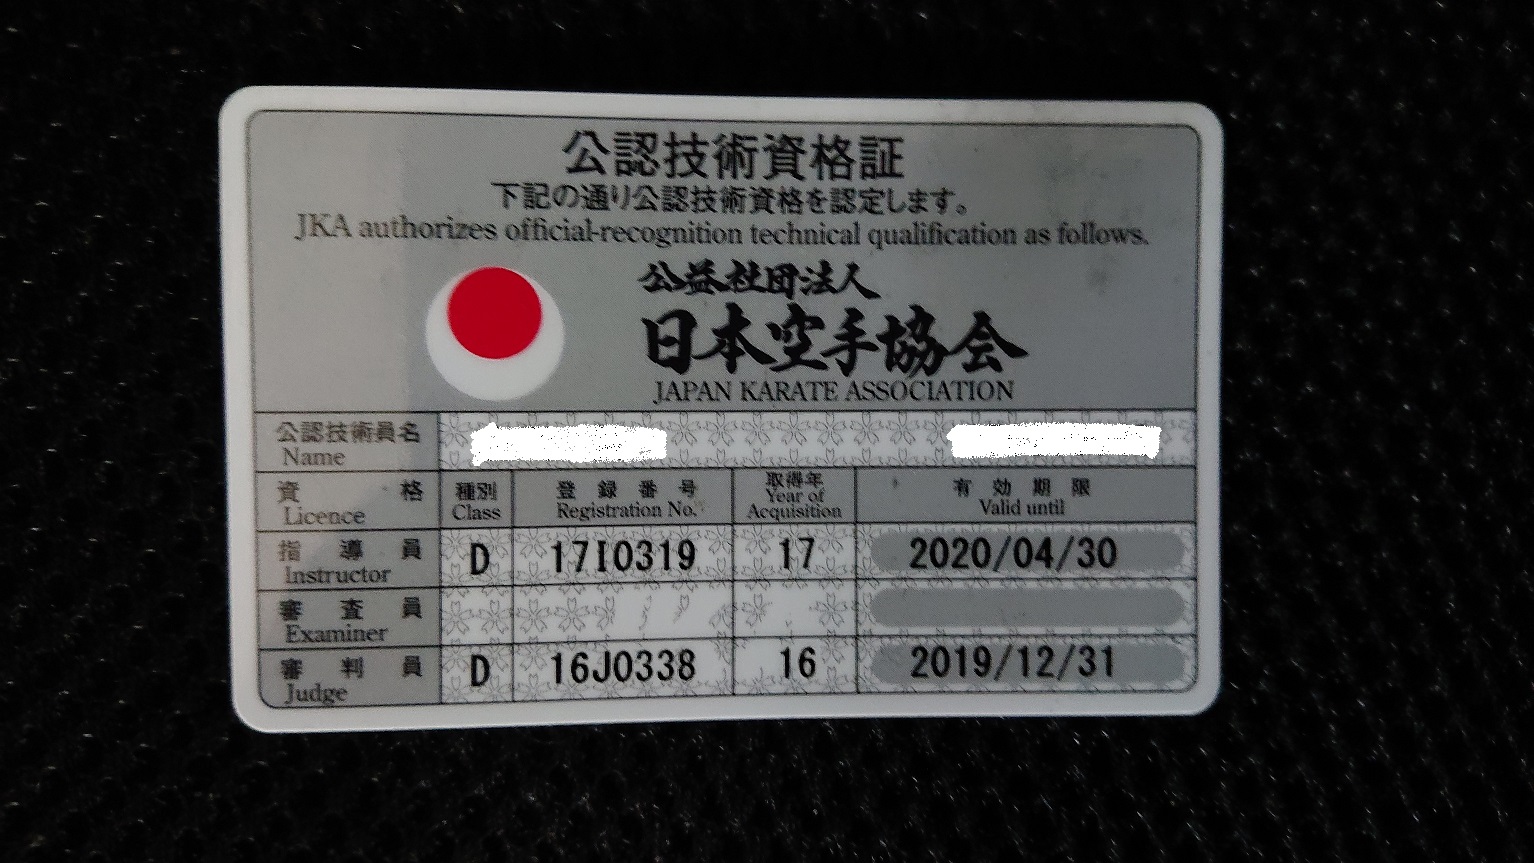 公認技術資格証
下記の通り公認技術資格を認定します。
JKA authorizes official-recognition technical qualification as follows.
公益社団法人
日本空手協会
JAPAN KARATE ASSOCIATION
公認技術員名
Name
資格 種別 登録番号 取得年 有効期限
Licence Class Registration No. Year of Acquisition Valid until
指導員 D 17I0319 17 2020/04/30
Instructor
審査員
Examiner
審判員 D 16J0338 16 2019/12/31
Judge